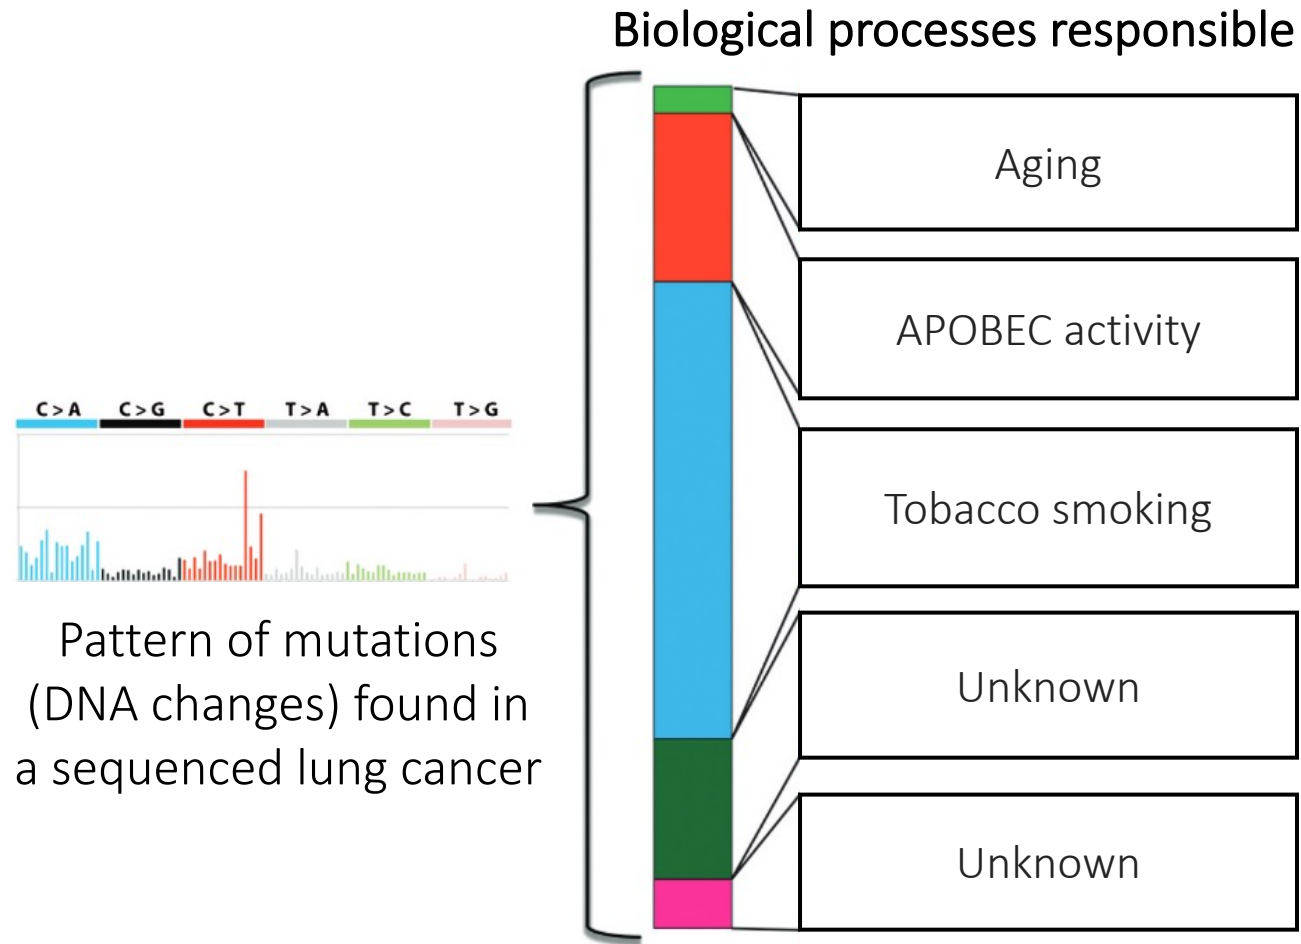 Biological processes responsible
Aging
APOBEC activity
Tobacco smoking
Unknown
Unknown
C > A C > G C > T T > A T > C T > G
Pattern of mutations
(DNA changes) found in
a sequenced lung cancer